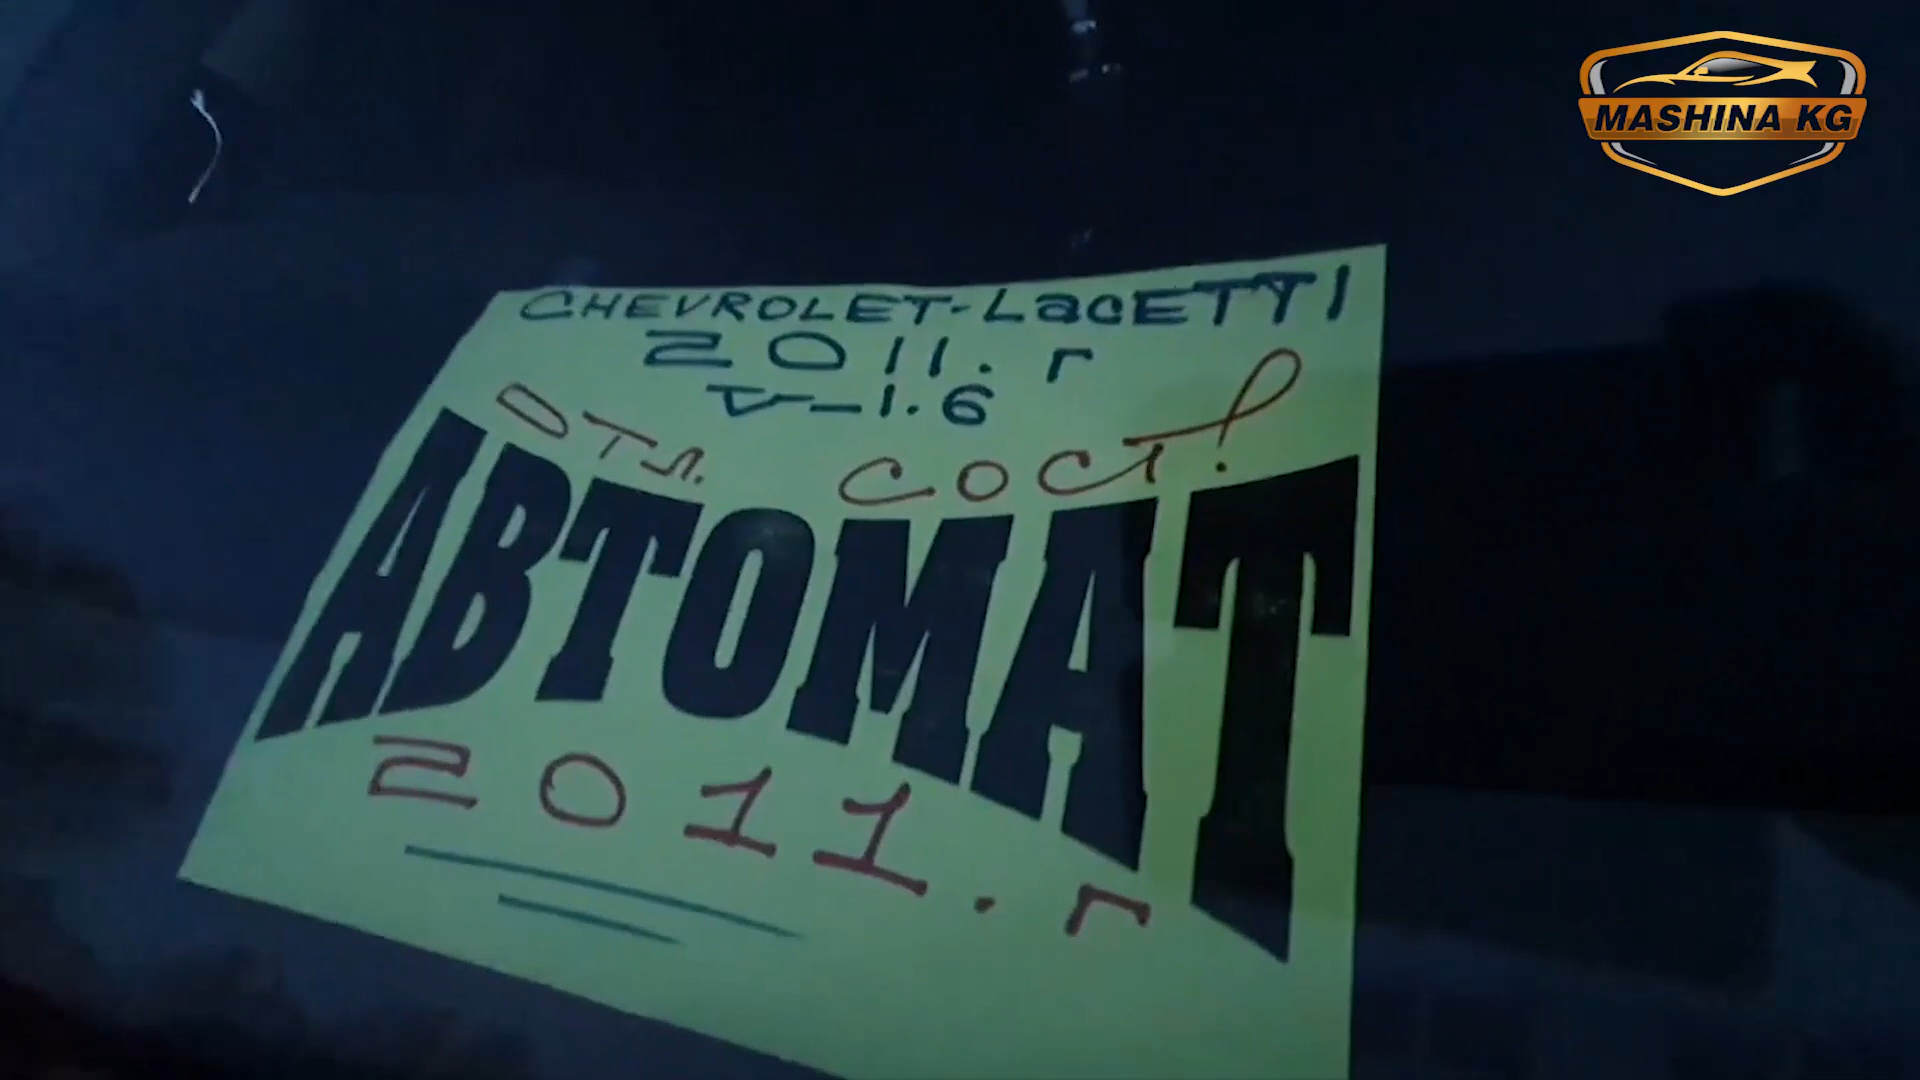 MASHINA KG
CHEVROLET-LacETTI
2011.г
V-1.6
ОТЛ. СОСТ!
АВТОМАТ
2011.г